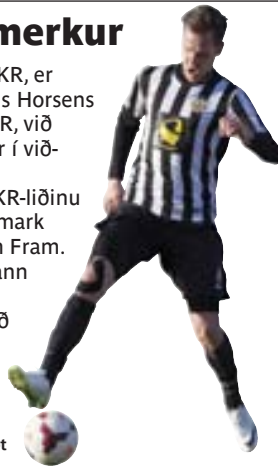 merkur
KR, er
s Horsens
R, við
r í við-
KR-liðinu
mark
n Fram.
ann
ð
t